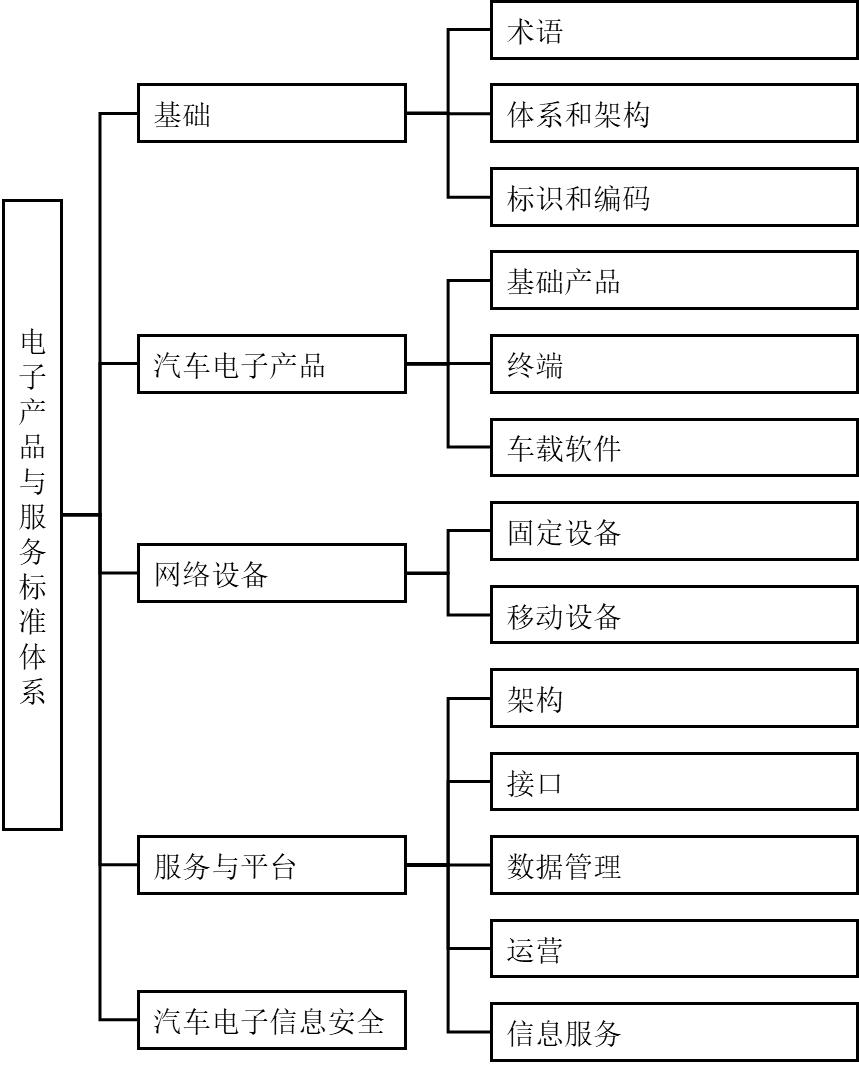 电子产品与服务标准体系
基础
术语
体系和架构
标识和编码
汽车电子产品
基础产品
终端
车载软件
网络设备
固定设备
移动设备
服务与平台
架构
接口
数据管理
运营
信息服务
汽车电子信息安全